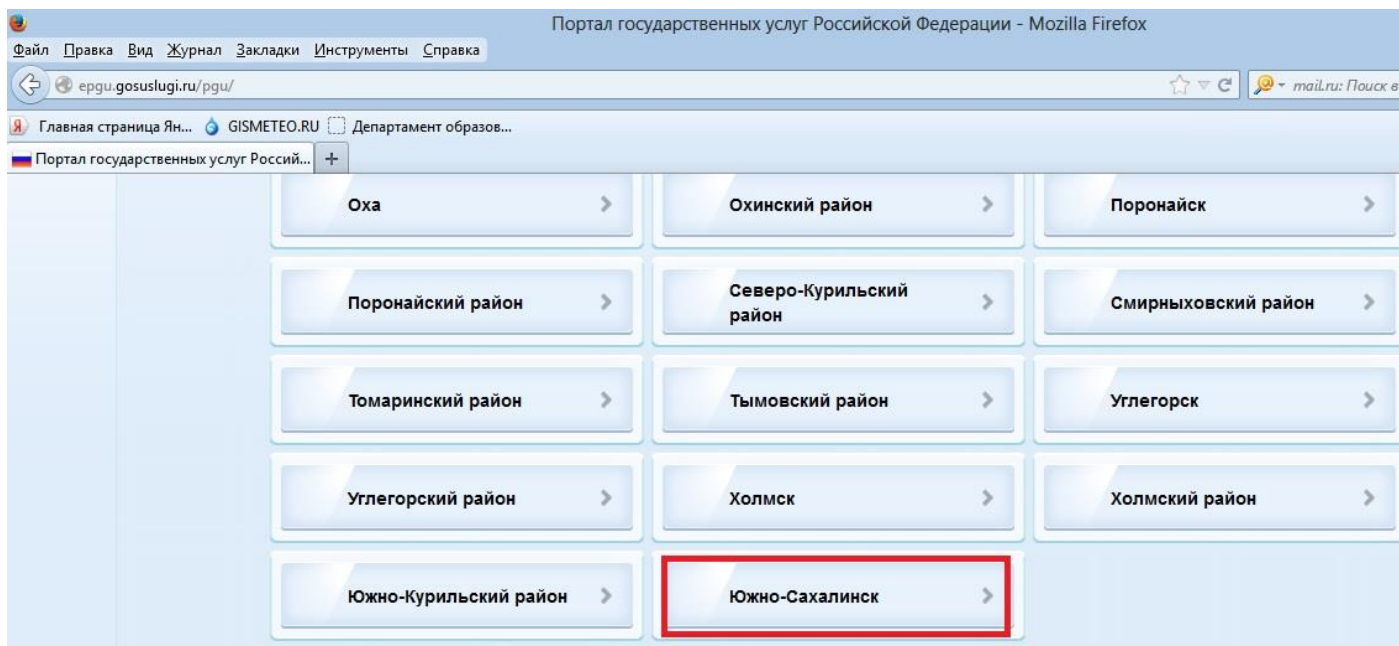 Портал государственных услуг Российской Федерации - Mozilla Firefox
Файл Правка Вид Журнал Закладки Инструменты Справка
epgu.gosuslugi.ru/pgu/ mail.ru: Поиск в
Я Главная страница Ян... GISMETEO.RU Департамент образов...
Портал государственных услуг Россий... +
Оха Охинский район Поронайск
Поронайский район Северо-Курильский район Смирныховский район
Томаринский район Тымовский район Углегорск
Углегорский район Холмск Холмский район
Южно-Курильский район Южно-Сахалинск